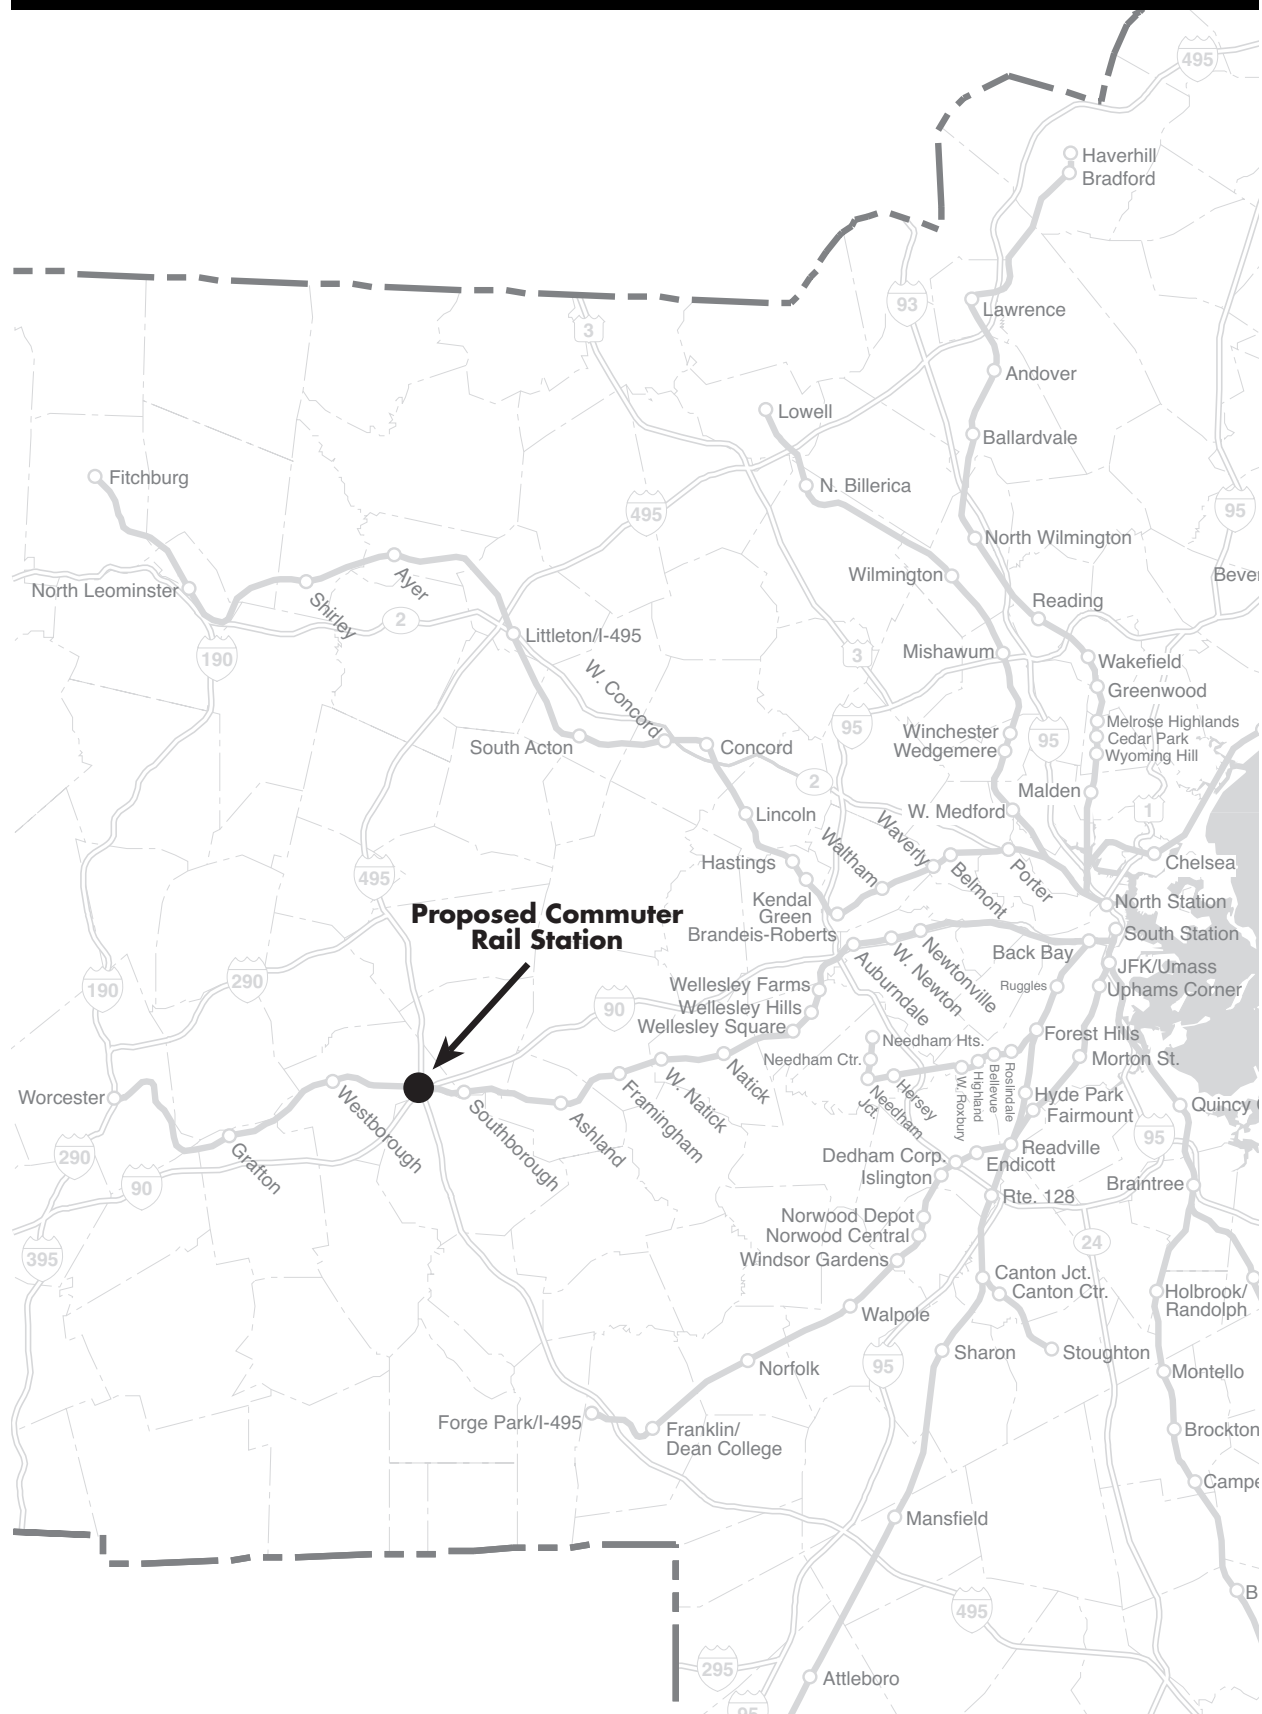 495
Haverhill
Bradford
93
Lawrence
3
Andover
Lowell
Ballardvale
Fitchburg
N. Billerica
495
95
North Wilmington
Wilmington
Ayer
North Leominster
Shirley
Reading
2
Littleton/I-495
190
W. Concord
3
Mishawum
Wakefield
Greenwood
95
Winchester
Wedgemere
95
Melrose Highlands
Cedar Park
Wyoming Hill
South Acton
Concord
2
Malden
1
Lincoln
W. Medford
Waverly
Waltham
Belmont
Porter
Hastings
Chelsea
495
Kendal
Green
North Station
Proposed Commuter
Rail Station
Brandeis-Roberts
South Station
Back Bay
Newtonville
W. Newton
Auburndale
JFK/Umass
290
190
Wellesley Farms
Ruggles
Uphams Corner
90
Wellesley Hills
Wellesley Square
Needham Hts.
Forest Hills
Needham Ctr.
Morton St.
Worcester
Westborough
Southborough
Ashland
Framingham
W. Natick
Natick
Hersey
Needham
Jct.
W. Roxbury
Highland
Bellevue
Roslindale
Hyde Park
Fairmount
Quincy
95
Grafton
290
90
Dedham Corp.
Readville
Endicott
Islington
Rte. 128
Braintree
Norwood Depot
Norwood Central
24
395
Windsor Gardens
Canton Jct.
Canton Ctr.
Holbrook/
Randolph
Walpole
Norfolk
95
Sharon
Stoughton
Montello
Forge Park/I-495
Franklin/
Dean College
Brockton
Mansfield
495
295
Attleboro
95